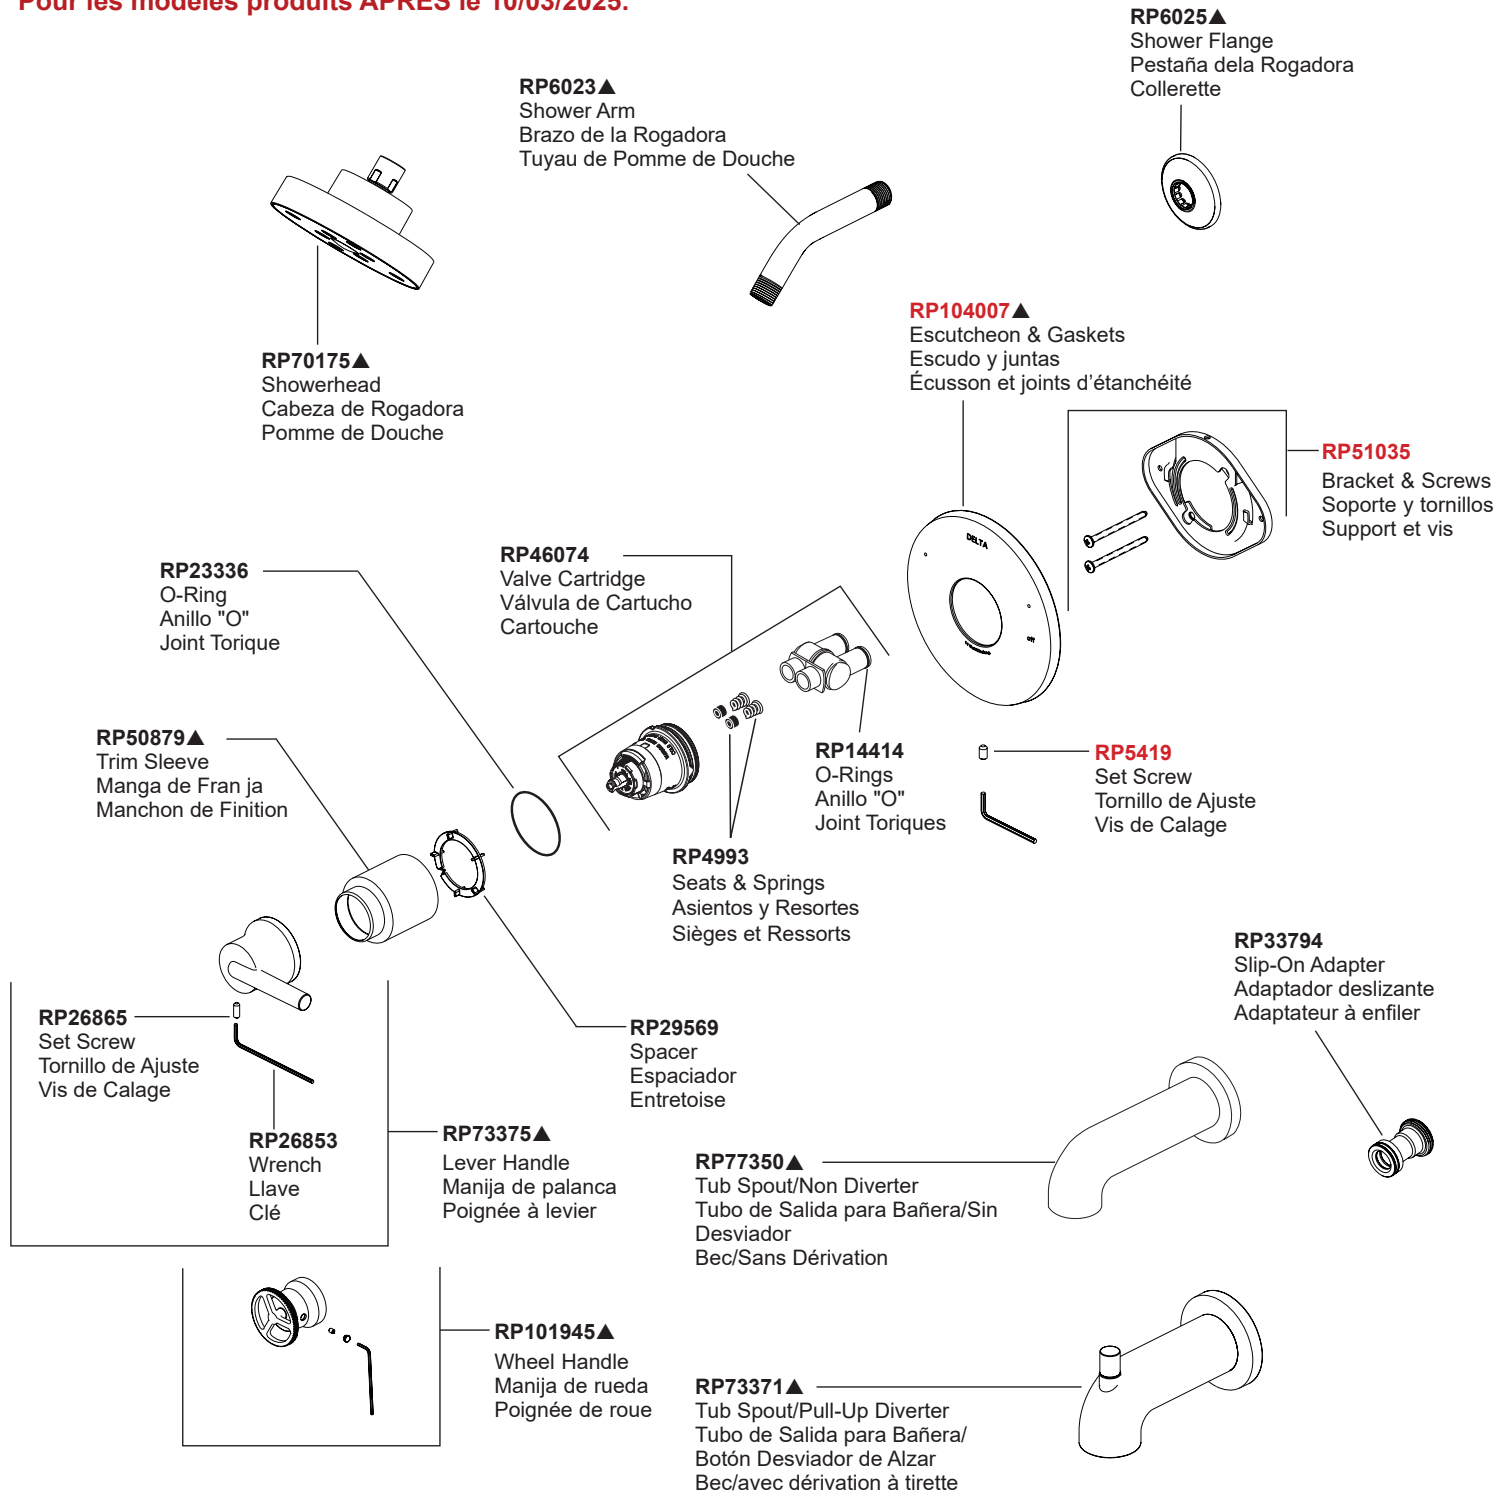 Pour les modèles produits APRÈS le 10/03/2025.
RP6025▲
Shower Flange
Pestaña dela Rogadora
Collerette
RP6023▲
Shower Arm
Brazo de la Rogadora
Tuyau de Pomme de Douche
RP70175▲
Showerhead
Cabeza de Rogadora
Pomme de Douche
RP104007▲
Escutcheon & Gaskets
Escudo y juntas
Écusson et joints d'étanchéité
RP51035
Bracket & Screws
Soporte y tornillos
Support et vis
DELTA
Off
RP46074
Valve Cartridge
Válvula de Cartucho
Cartouche
RP23336
O-Ring
Anillo "O"
Joint Torique
RP50879▲
Trim Sleeve
Manga de Fran ja
Manchon de Finition
RP14414
O-Rings
Anillo "O"
Joint Toriques
RP5419
Set Screw
Tornillo de Ajuste
Vis de Calage
RP4993
Seats & Springs
Asientos y Resortes
Sièges et Ressorts
RP33794
Slip-On Adapter
Adaptador deslizante
Adaptateur à enfiler
RP26865
Set Screw
Tornillo de Ajuste
Vis de Calage
RP29569
Spacer
Espaciador
Entretoise
RP26853
Wrench
Llave
Clé
RP73375▲
Lever Handle
Manija de palanca
Poignée à levier
RP77350▲
Tub Spout/Non Diverter
Tubo de Salida para Bañera/Sin
Desviador
Bec/Sans Dérivation
RP101945▲
Wheel Handle
Manija de rueda
Poignée de roue
RP73371▲
Tub Spout/Pull-Up Diverter
Tubo de Salida para Bañera/
Botón Desviador de Alzar
Bec/avec dérivation à tirette